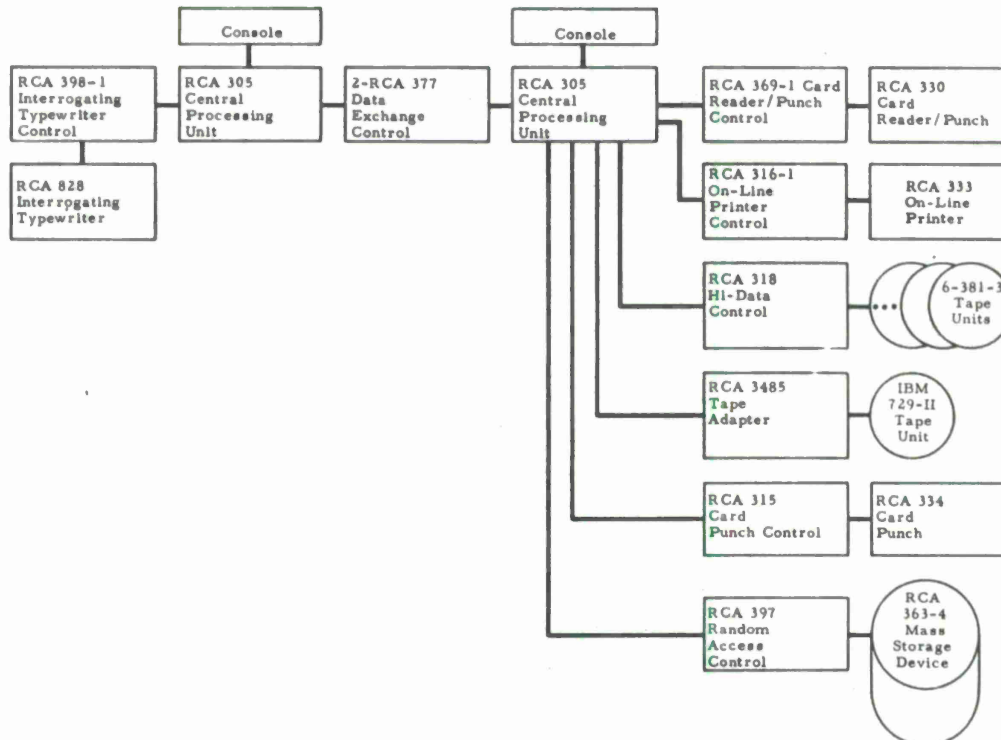 Console
Console
RCA 398-1
Interrogating
Typewriter
Control
RCA 305
Central
Processing
Unit
2-RCA 377
Data
Exchange
Control
RCA 305
Central
Processing
Unit
RCA 369-1 Card
Reader/Punch
Control
RCA 330
Card
Reader/Punch
RCA 828
Interrogating
Typewriter
RCA 316-1
On-Line
Printer
Control
RCA 333
On-Line
Printer
RCA 318
Hi-Data
Control
6-381-3
Tape
Units
RCA 3485
Tape
Adapter
IBM
729-II
Tape
Unit
RCA 315
Card
Punch Control
RCA 334
Card
Punch
RCA 397
Random
Access
Control
RCA
363-4
Mass
Storage
Device